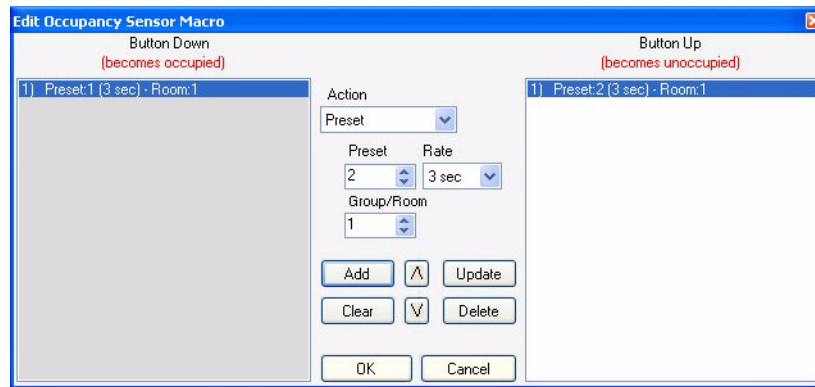 Edit Occupancy Sensor Macro
Button Down
(becomes occupied)
Button Up
(becomes unoccupied)
1) Preset:1 (3 sec) - Room:1
Action
Preset
Preset Rate
2 3 sec
Group/Room
1
Add Λ Update
Clear V Delete
OK Cancel
1) Preset:2 (3 sec) - Room:1